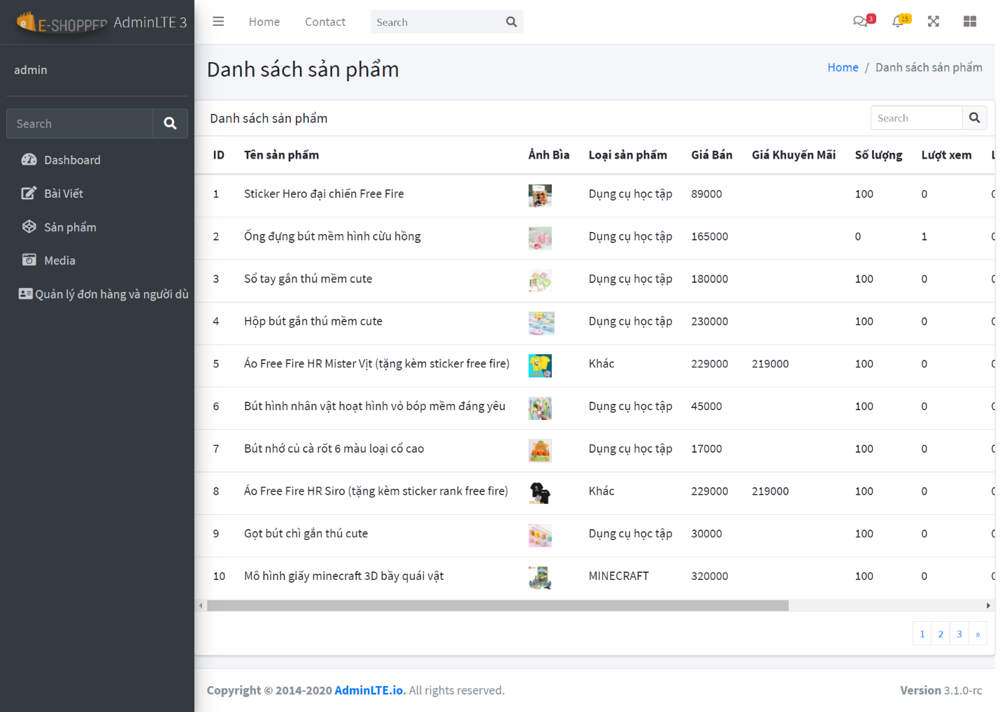 E-SHOPPER AdminLTE 3
Home Contact Search 3 15
admin
Search
Dashboard
Bài Viết
Sản phẩm
Media
Quản lý đơn hàng và người dù
Danh sách sản phẩm
Home / Danh sách sản phẩm
Danh sách sản phẩm Search
ID Tên sản phẩm Ảnh Bìa Loại sản phẩm Giá Bán Giá Khuyến Mãi Số lượng Lượt xem
1 Sticker Hero đại chiến Free Fire Dụng cụ học tập 89000 100 0
2 Ống đựng bút mềm hình cừu hồng Dụng cụ học tập 165000 0 1
3 Sổ tay gắn thú mềm cute Dụng cụ học tập 180000 100 0
4 Hộp bút gắn thú mềm cute Dụng cụ học tập 230000 100 0
5 Áo Free Fire HR Mister Vịt (tặng kèm sticker free fire) Khác 229000 219000 100 0
6 Bút hình nhân vật hoạt hình vỏ bóp mềm đáng yêu Dụng cụ học tập 45000 100 0
7 Bút nhớ củ cà rốt 6 màu loại cổ cao Dụng cụ học tập 17000 100 0
8 Áo Free Fire HR Siro (tặng kèm sticker rank free fire) Khác 229000 219000 100 0
9 Gọt bút chì gắn thú cute Dụng cụ học tập 30000 100 0
10 Mô hình giấy minecraft 3D bầy quái vật MINECRAFT 320000 100 0
1 2 3 »
Copyright © 2014-2020 AdminLTE.io. All rights reserved.
Version 3.1.0-rc